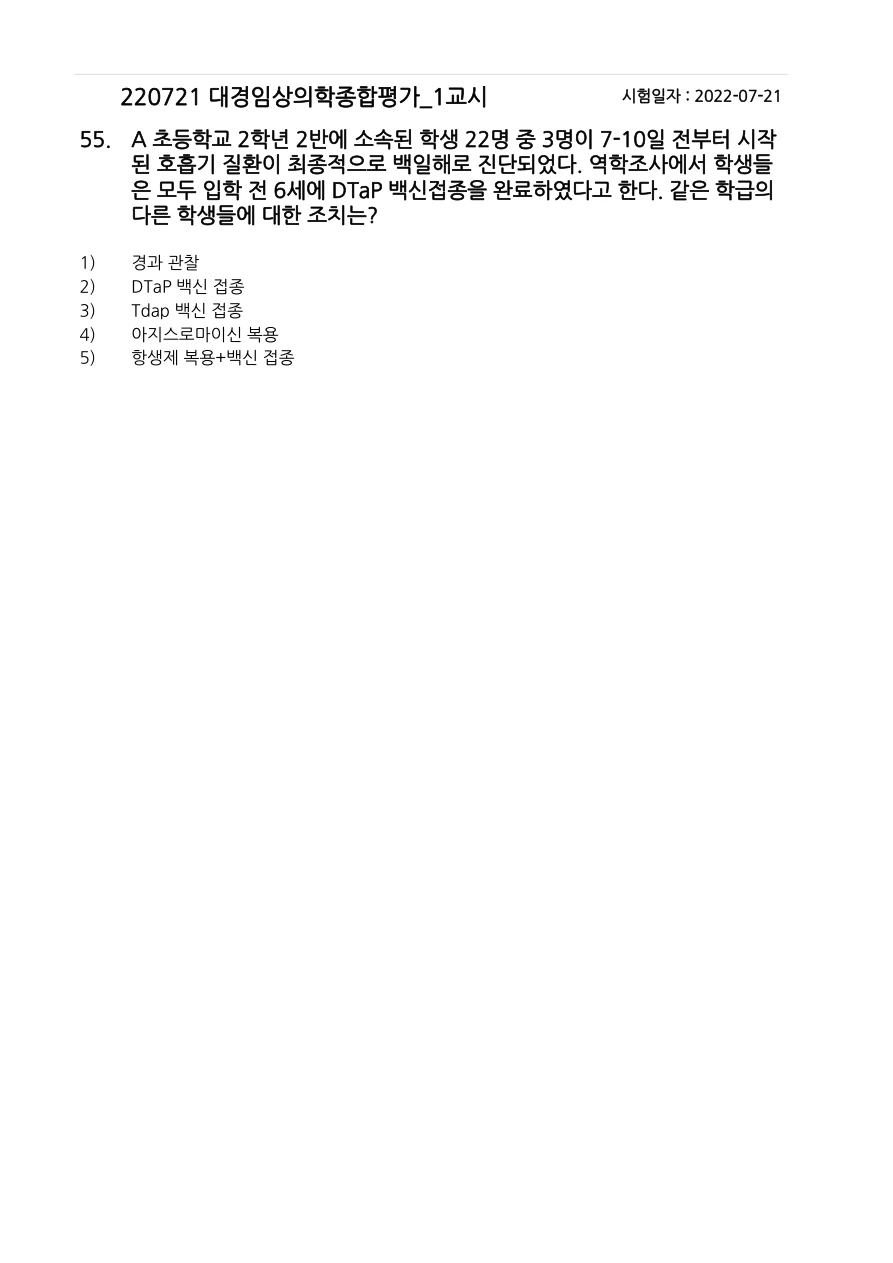 220721 대경임상의학종합평가_1교시 시험일자 : 2022-07-21
55. A 초등학교 2학년 2반에 소속된 학생 22명 중 3명이 7-10일 전부터 시작
된 호흡기 질환이 최종적으로 백일해로 진단되었다. 역학조사에서 학생들
은 모두 입학 전 6세에 DTaP 백신접종을 완료하였다고 한다. 같은 학급의
다른 학생들에 대한 조치는?
1) 경과 관찰
2) DTaP 백신 접종
3) Tdap 백신 접종
4) 아지스로마이신 복용
5) 항생제 복용+백신 접종